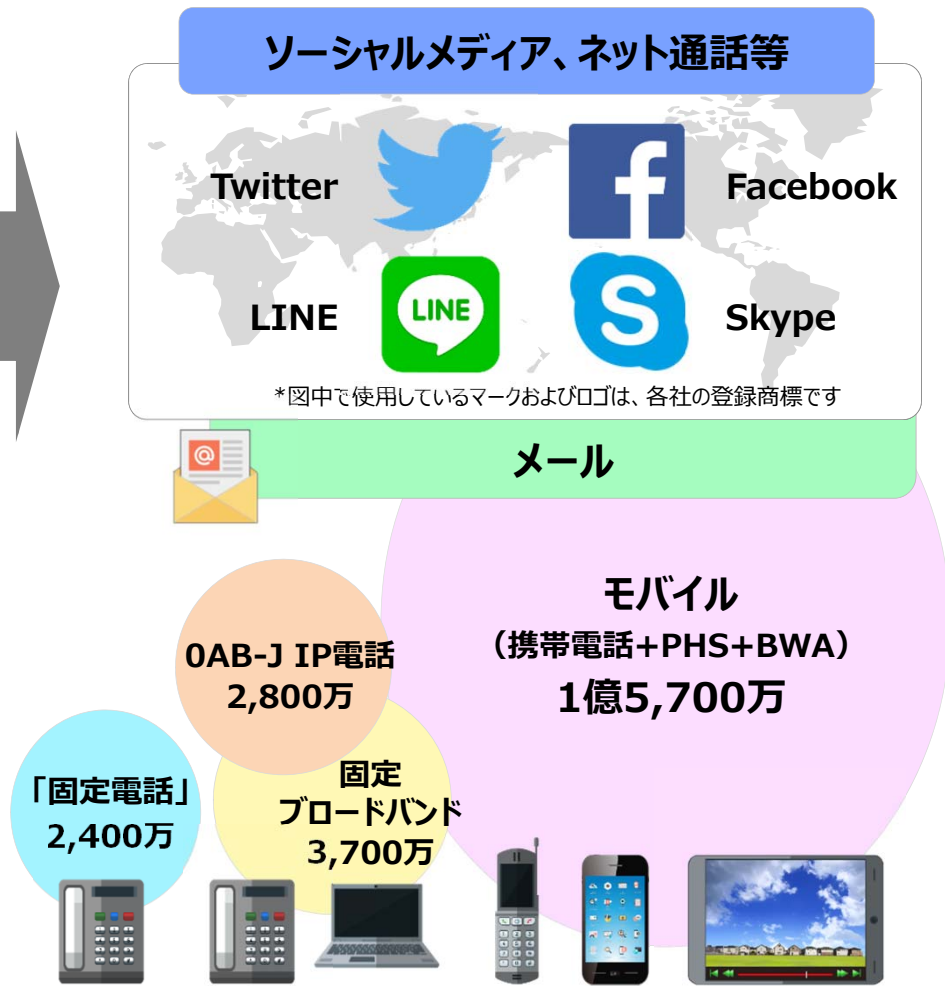 ソーシャルメディア、ネット通話等
Twitter
Facebook
LINE
LINE
Skype
*図中で使用しているマークおよびロゴは、各社の登録商標です
メール
モバイル
（携帯電話+PHS+BWA）
1億5,700万
0AB-J IP電話
2,800万
「固定電話」
2,400万
固定
ブロードバンド
3,700万